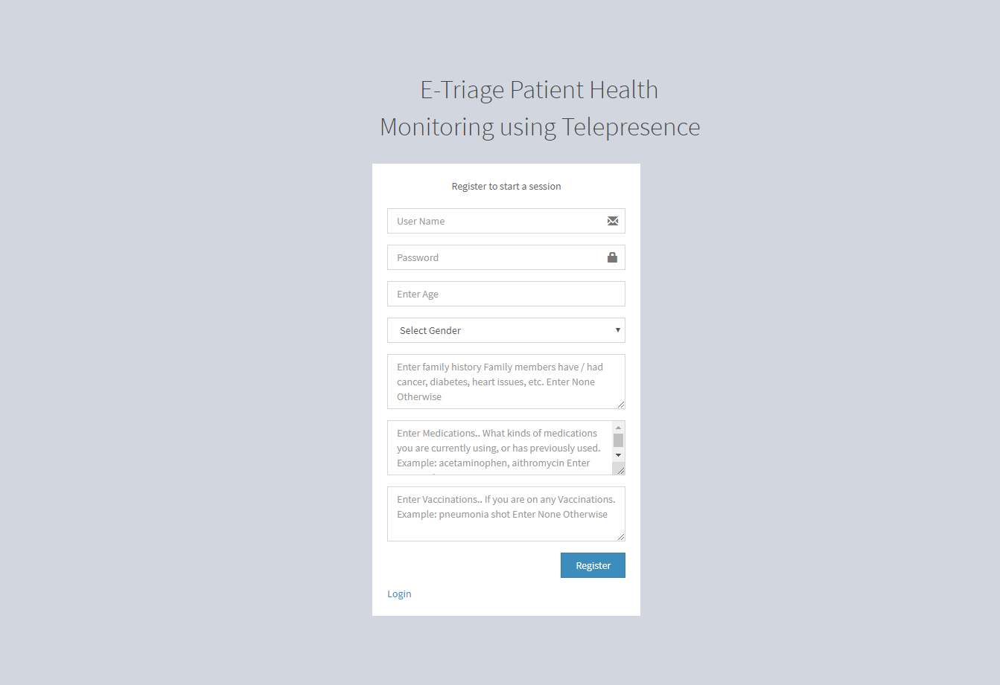 E-Triage Patient Health
Monitoring using Telepresence
Register to start a session
User Name
Password
Enter Age
Select Gender
Enter family history Family members have / had
cancer, diabetes, heart issues, etc. Enter None
Otherwise
Enter Medications.. What kinds of medications
you are currently using, or has previously used.
Example: acetaminophen, aithromycin Enter
Enter Vaccinations.. If you are on any Vaccinations.
Example: pneumonia shot Enter None Otherwise
Register
Login